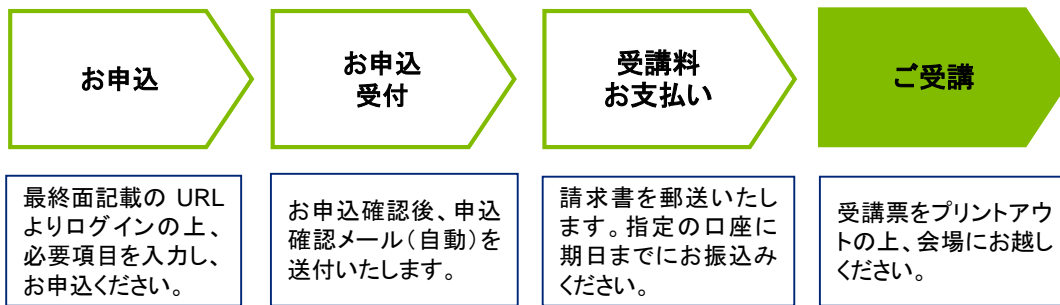 お申込
お申込
受付
受講料
お支払い
ご受講
最終面記載の URL
よりログインの上、
必要項目を入力し、
お申込ください。
お申込確認後、申込
確認メール（自動）を
送付いたします。
請求書を郵送いたし
ます。指定の口座に
期日までにお振込み
ください。
受講票をプリントアウ
トの上、会場にお越し
ください。